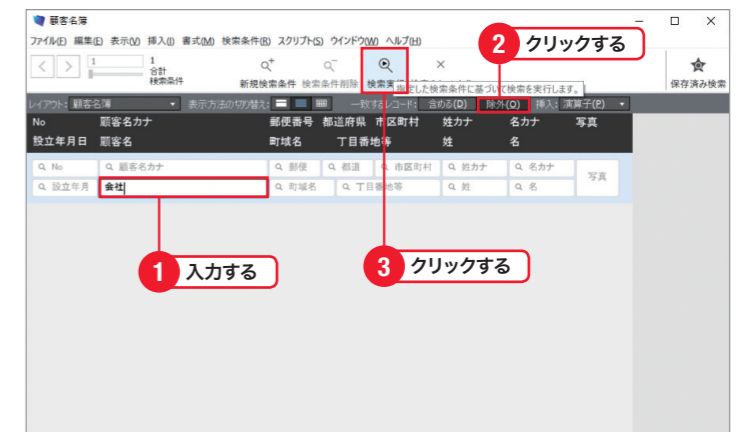 顧客名簿
ファイル(F) 編集(E) 表示(V) 挿入(I) 書式(M) 検索条件(R) スクリプト(S) ウインドウ(W) ヘルプ(H)
2 クリックする
1 1
合計
検索条件
新規検索条件 検索条件削除 検索実行
保存済み検索
指定した検索条件に基づいて検索を実行します。
レイアウト: 顧客名簿 表示方法の切り替え: 一致するレコード: 含める(D) 除外(O) 挿入: 演算子(P)
No 顧客名カナ 郵便番号 都道府県 市区町村 姓カナ 名カナ 写真
設立年月日 顧客名 町域名 丁目番地等 姓 名
No 顧客名カナ 郵便 都道 市区町村 姓カナ 名カナ 写真
設立年月 会社 町域名 丁目番地等 姓 名
1 入力する
3 クリックする